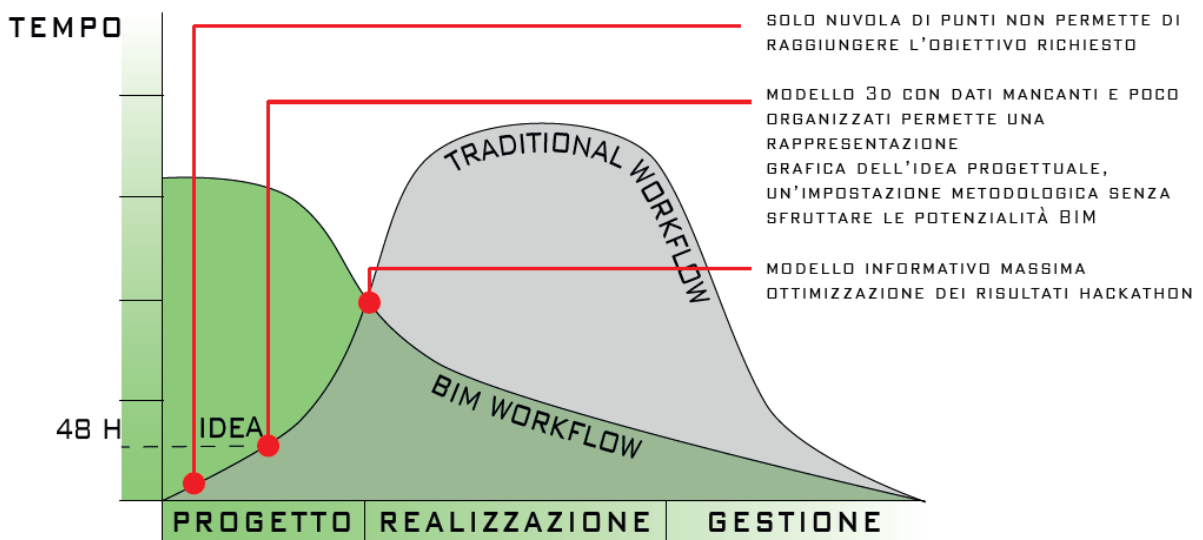 TEMPO
SOLO NUVOLA DI PUNTI NON PERMETTE DI
RAGGIUNGERE L'OBIETTIVO RICHIESTO
MODELLO 3D CON DATI MANCANTI E POCO
ORGANIZZATI PERMETTE UNA
RAPPRESENTAZIONE
GRAFICA DELL'IDEA PROGETTUALE,
UN'IMPOSTAZIONE METODOLOGICA SENZA
SFRUTTARE LE POTENZIALITÀ BIM
MODELLO INFORMATIVO MASSIMA
OTTIMIZZAZIONE DEI RISULTATI HACKATHON
TRADITIONAL WORKFLOW
BIM WORKFLOW
48 H
IDEA
PROGETTO
REALIZZAZIONE
GESTIONE